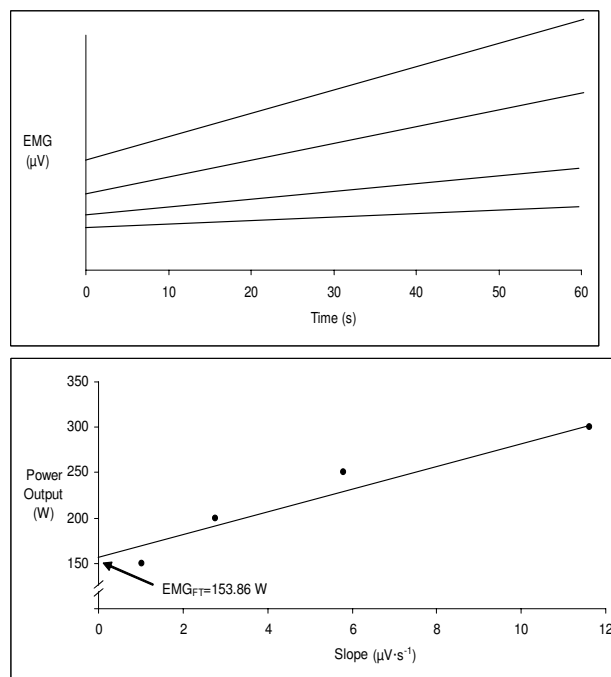 EMG
(µV)
0 10 20 30 40 50 60
Time (s)
350
300
250
200
150
Power
Output
(W)
EMG_FT=153.86 W
0 2 4 6 8 10 12
Slope (µV·s⁻¹)